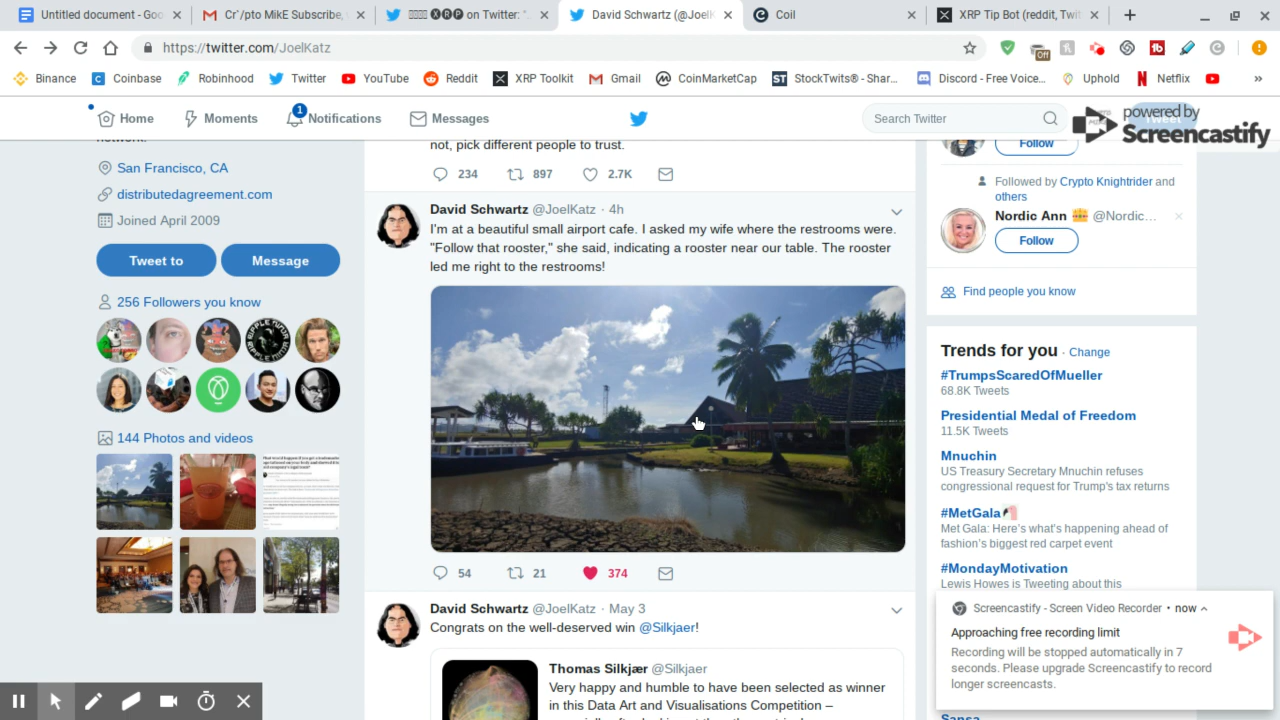 Untitled document - Goo
Cr'/pto MikE Subscribe,
🅧🅡🅟 on Twitter: "
David Schwartz (@JoelK
Coil
XRP Tip Bot (reddit, Twit
https://twitter.com/JoelKatz
Off
Binance
Coinbase
Robinhood
Twitter
YouTube
Reddit
XRP Toolkit
Gmail
CoinMarketCap
StockTwits® - Shar...
Discord - Free Voice...
Uphold
Netflix
»
Home
Moments
1
Notifications
Messages
Search Twitter
Tweet
powered by
Screencastify
San Francisco, CA
distributedagreement.com
Joined April 2009
Tweet to
Message
256 Followers you know
144 Photos and videos
not, pick different people to trust.
234
897
2.7K
David Schwartz @JoelKatz · 4h
I'm at a beautiful small airport cafe. I asked my wife where the restrooms were.
"Follow that rooster," she said, indicating a rooster near our table. The rooster
led me right to the restrooms!
54
21
374
David Schwartz @JoelKatz · May 3
Congrats on the well-deserved win @Silkjaer!
Thomas Silkjær @Silkjaer
Very happy and humble to have been selected as winner
in this Data Art and Visualisations Competition –
Follow
Followed by Crypto Knightrider and
others
Nordic Ann @Nordic...
Follow
Find people you know
Trends for you · Change
#TrumpsScaredOfMueller
68.8K Tweets
Presidential Medal of Freedom
11.5K Tweets
Mnuchin
US Treasury Secretary Mnuchin refuses
congressional request for Trump's tax returns
#MetGala
Met Gala: Here's what's happening ahead of
fashion's biggest red carpet event
#MondayMotivation
Lewis Howes is Tweeting about this
Screencastify - Screen Video Recorder • now
Approaching free recording limit
Recording will be stopped automatically in 7
seconds. Please upgrade Screencastify to record
longer screencasts.